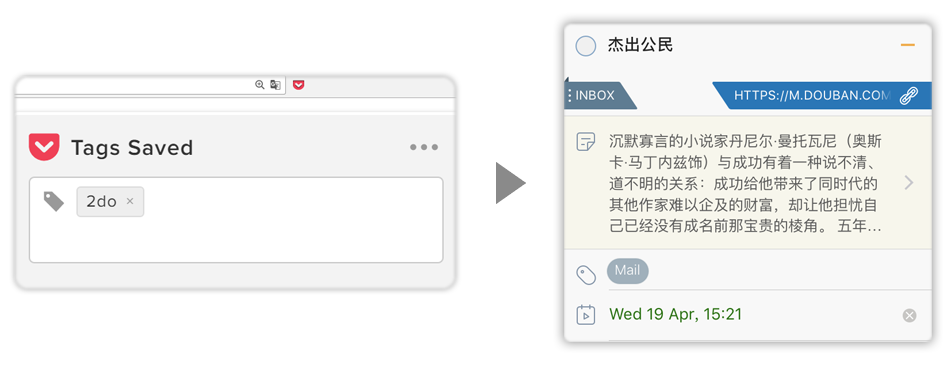 Tags Saved
2do ×
杰出公民
INBOX
HTTPS://M.DOUBAN.COM
沉默寡言的小说家丹尼尔·曼托瓦尼（奥斯
卡·马丁内兹饰）与成功有着一种说不清、
道不明的关系：成功给他带来了同时代的
其他作家难以企及的财富，却让他担忧自
己已经没有成名前那宝贵的棱角。 五年...
Mail
Wed 19 Apr, 15:21